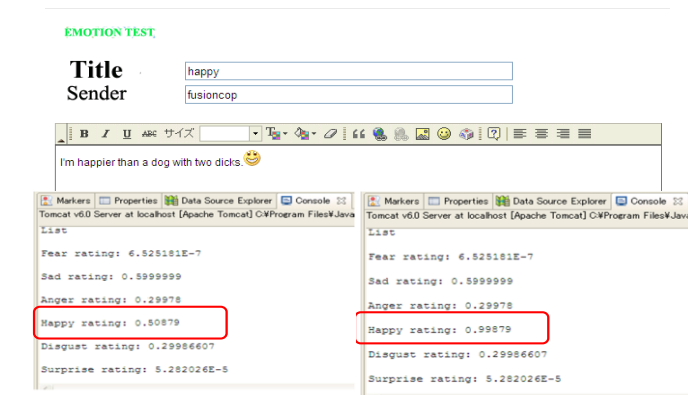 EMOTION TEST
Title
happy
Sender
fusioncop
B I U ABC サイズ
I'm happier than a dog with two dicks.
Markers Properties Data Source Explorer Console
Tomcat v6.0 Server at localhost [Apache Tomcat] C:¥Program Files¥Java
List
Fear rating: 6.525181E-7
Sad rating: 0.5999999
Anger rating: 0.29978
Happy rating: 0.50879
Disgust rating: 0.29986607
Surprise rating: 5.282026E-5
Markers Properties Data Source Explorer Console
Tomcat v6.0 Server at localhost [Apache Tomcat] C:¥Program Files¥Java
List
Fear rating: 6.525181E-7
Sad rating: 0.5999999
Anger rating: 0.29978
Happy rating: 0.99879
Disgust rating: 0.29986607
Surprise rating: 5.282026E-5